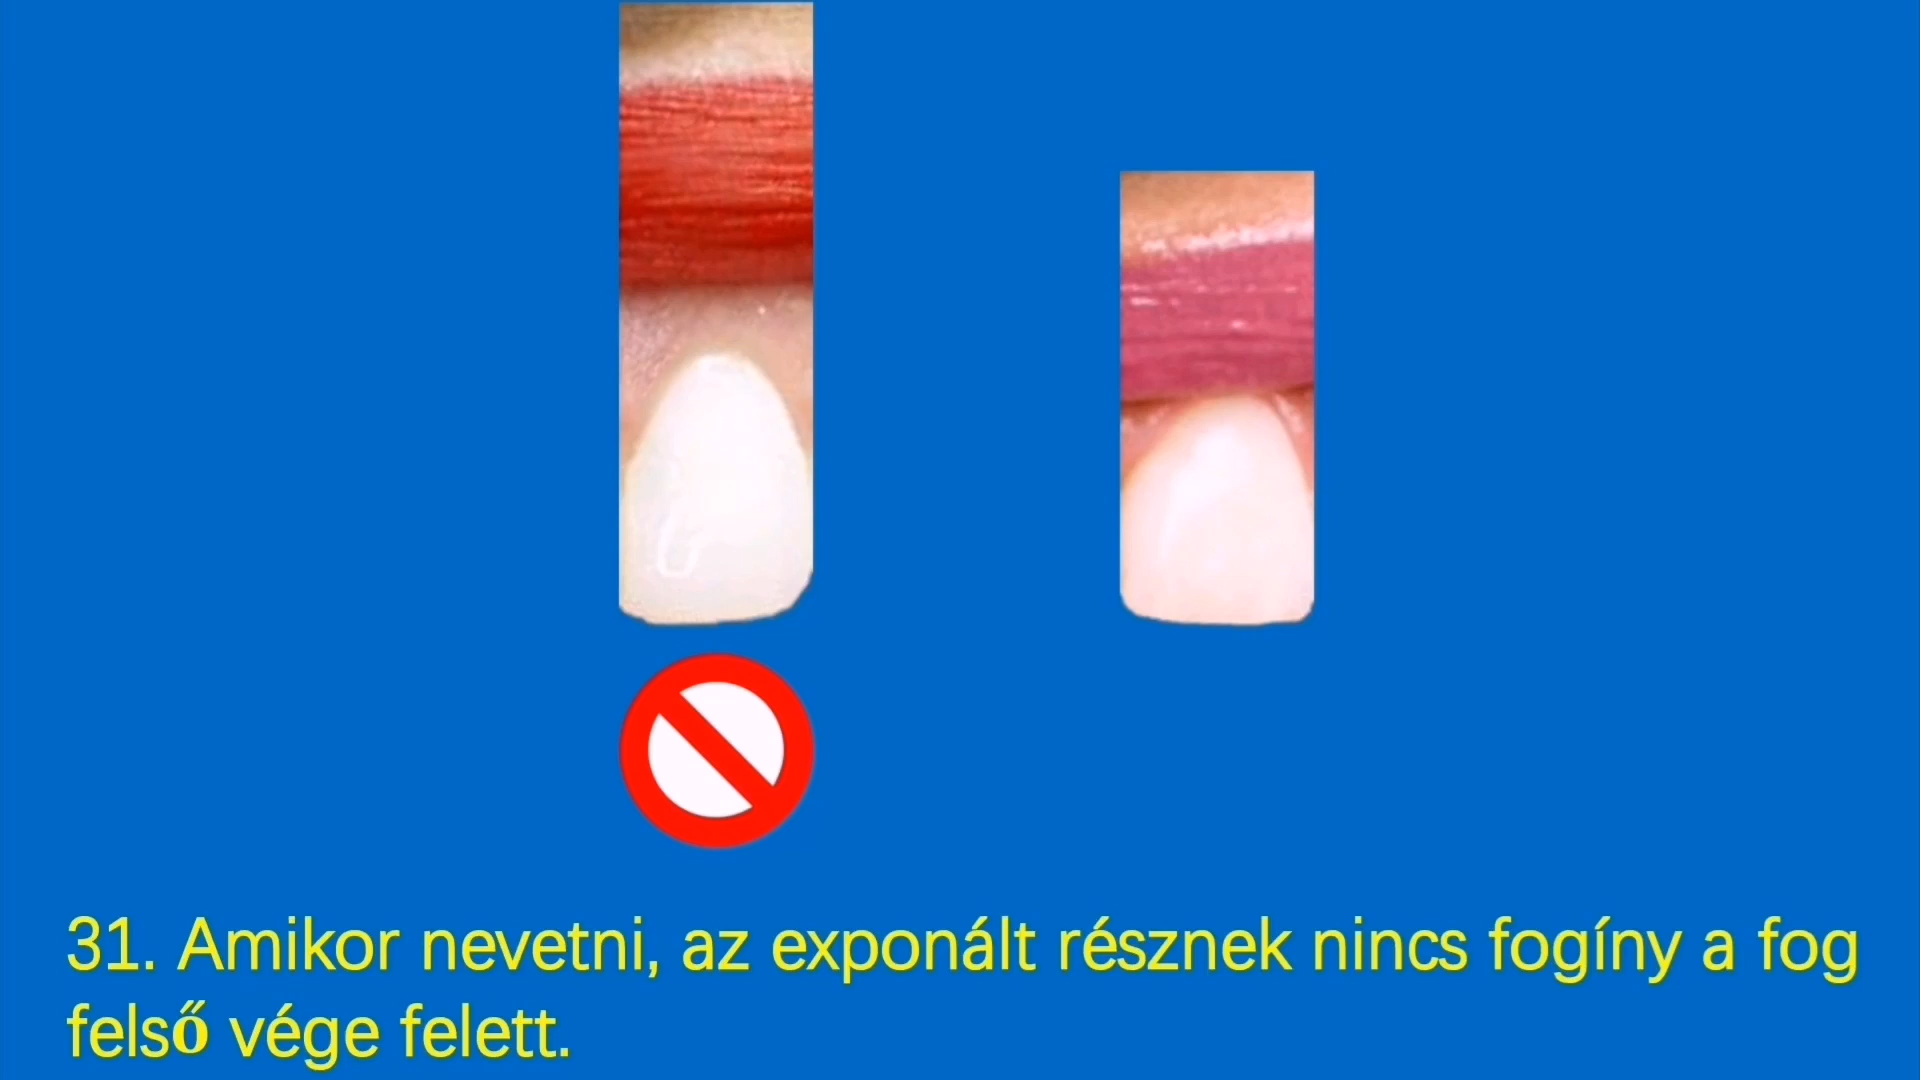 31. Amikor nevetni, az exponált résznek nincs fogíny a fog
felső vége felett.